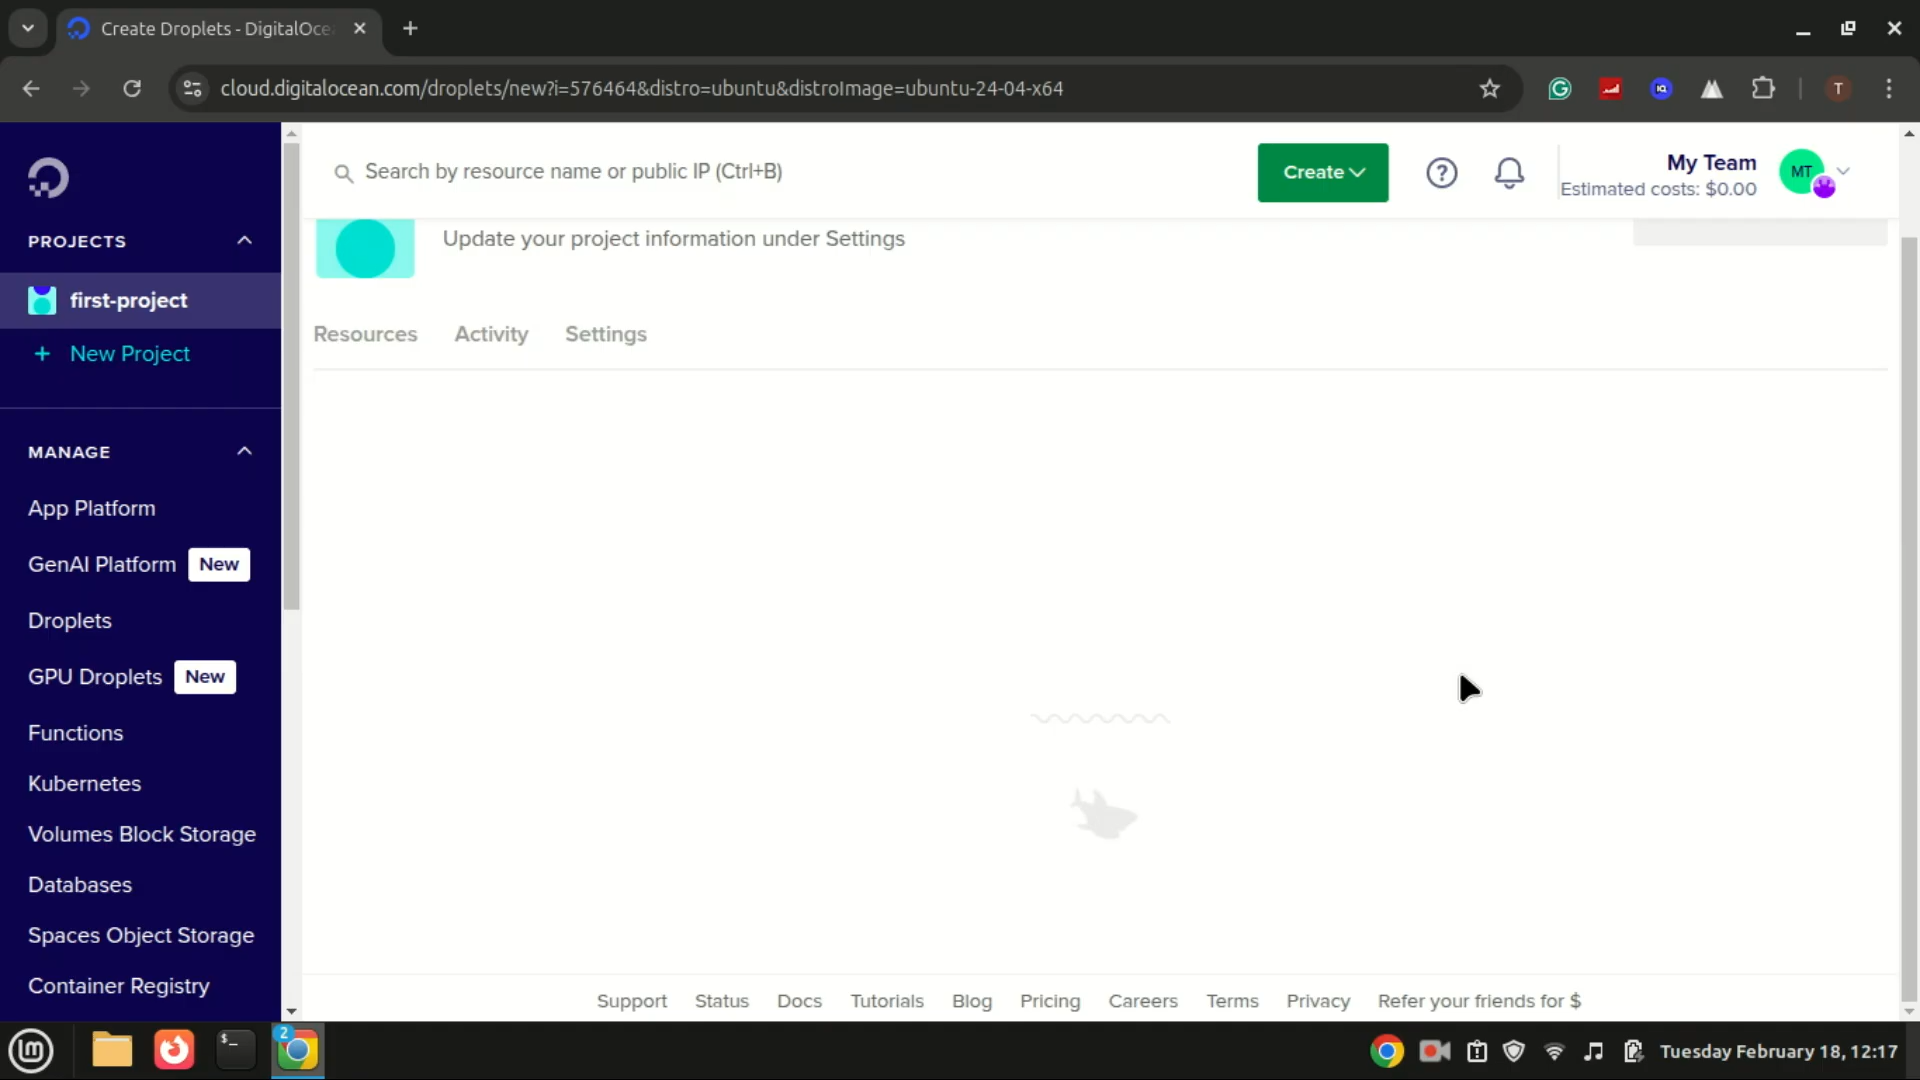 Create Droplets - DigitalOce
cloud.digitalocean.com/droplets/new?i=576464&distro=ubuntu&distroImage=ubuntu-24-04-x64
T
Search by resource name or public IP (Ctrl+B)
Create
My Team
Estimated costs: $0.00
MT
PROJECTS
first-project
+ New Project
MANAGE
App Platform
GenAI Platform New
Droplets
GPU Droplets New
Functions
Kubernetes
Volumes Block Storage
Databases
Spaces Object Storage
Container Registry
Update your project information under Settings
Resources Activity Settings
Support Status Docs Tutorials Blog Pricing Careers Terms Privacy Refer your friends for $
$_
2
Tuesday February 18, 12:17